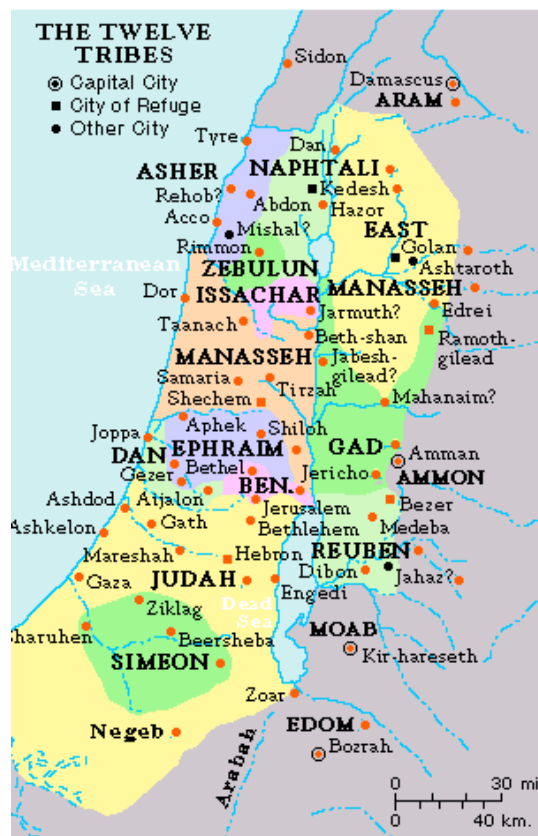 THE TWELVE
TRIBES
Capital City
City of Refuge
Other City
Sidon
Damascus
ARAM
Tyre
Dan
ASHER
NAPHTALI
Rehob?
Kedesh
Abdon
Hazor
Acco
EAST
Mishal?
Golan
Rimmon
Ashtaroth
Mediterranean
Sea
ZEBULUN
ISSACHAR
MANASSEH
Dor
Jarmuth?
Edrei
Taanach
Beth-shan
Ramoth-
gilead
MANASSEH
Jabesh-
gilead?
Samaria
Tirzah
Mahanaim?
Shechem
Aphek
Shiloh
Joppa
EPHRAIM
GAD
DAN
Amman
Bethel
Gezer
Jericho
AMMON
BEN.
Ashdod
Aijalon
Jerusalem
Bezer
Gath
Medeba
Ashkelon
Bethlehem
Mareshah
Hebron
REUBEN
Gaza
JUDAH
Dibon
Jahaz?
Engedi
Ziklag
Dead
Sea
Sharuhen
Beersheba
MOAB
SIMEON
Kir-hareseth
Zoar
Negeb
EDOM
Arabah
Bozrah
0 30 mi
0 40 km.